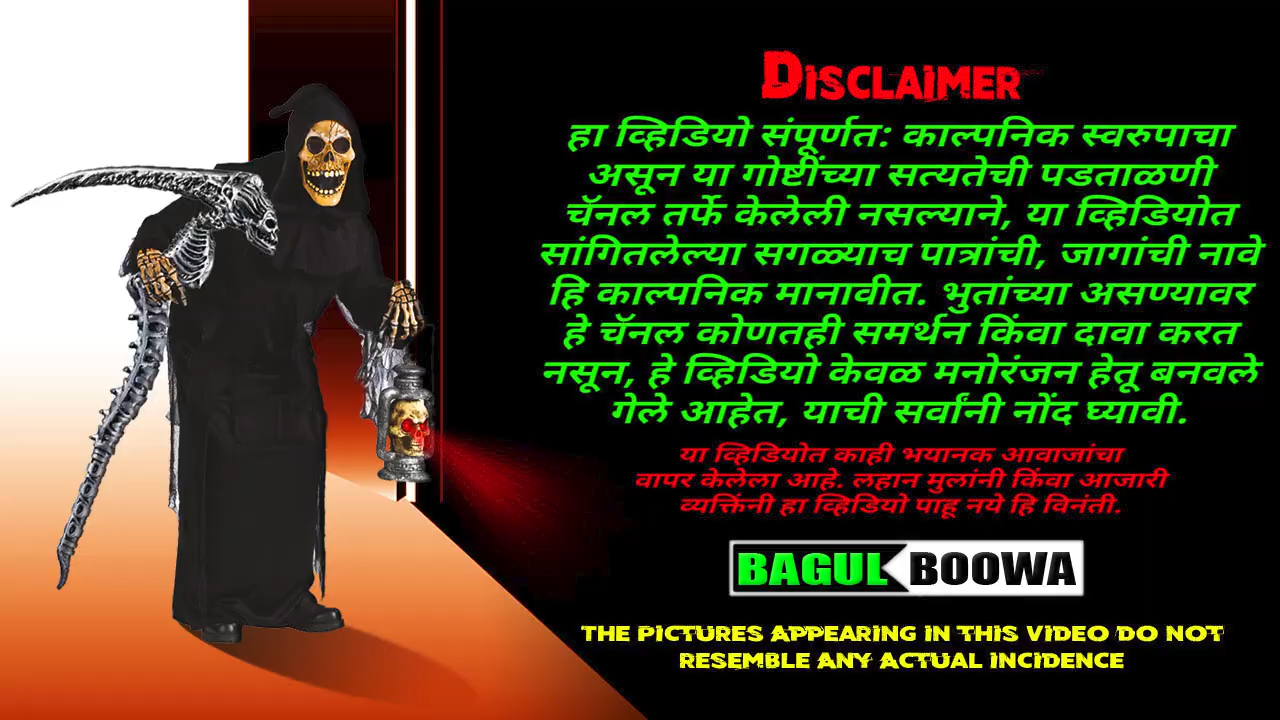 DISCLAIMER
हा व्हिडियो संपूर्णत: काल्पनिक स्वरुपाचा
असून या गोष्टींच्या सत्यतेची पडताळणी
चॅनल तर्फे केलेली नसल्याने, या व्हिडियोत
सांगितलेल्या सगळ्याच पात्रांची, जागांची नावे
हि काल्पनिक मानावीत. भुतांच्या असण्यावर
हे चॅनल कोणतही समर्थन किंवा दावा करत
नसून, हे व्हिडियो केवळ मनोरंजन हेतू बनवले
गेले आहेत, याची सर्वांनी नोंद घ्यावी.
या व्हिडियोत काही भयानक आवाजांचा
वापर केलेला आहे. लहान मुलांनी किंवा आजारी
व्यक्तिंनी हा व्हिडियो पाहू नये हि विनंती.
BAGUL BOOWA
THE PICTURES APPEARING IN THIS VIDEO DO NOT
RESEMBLE ANY ACTUAL INCIDENCE